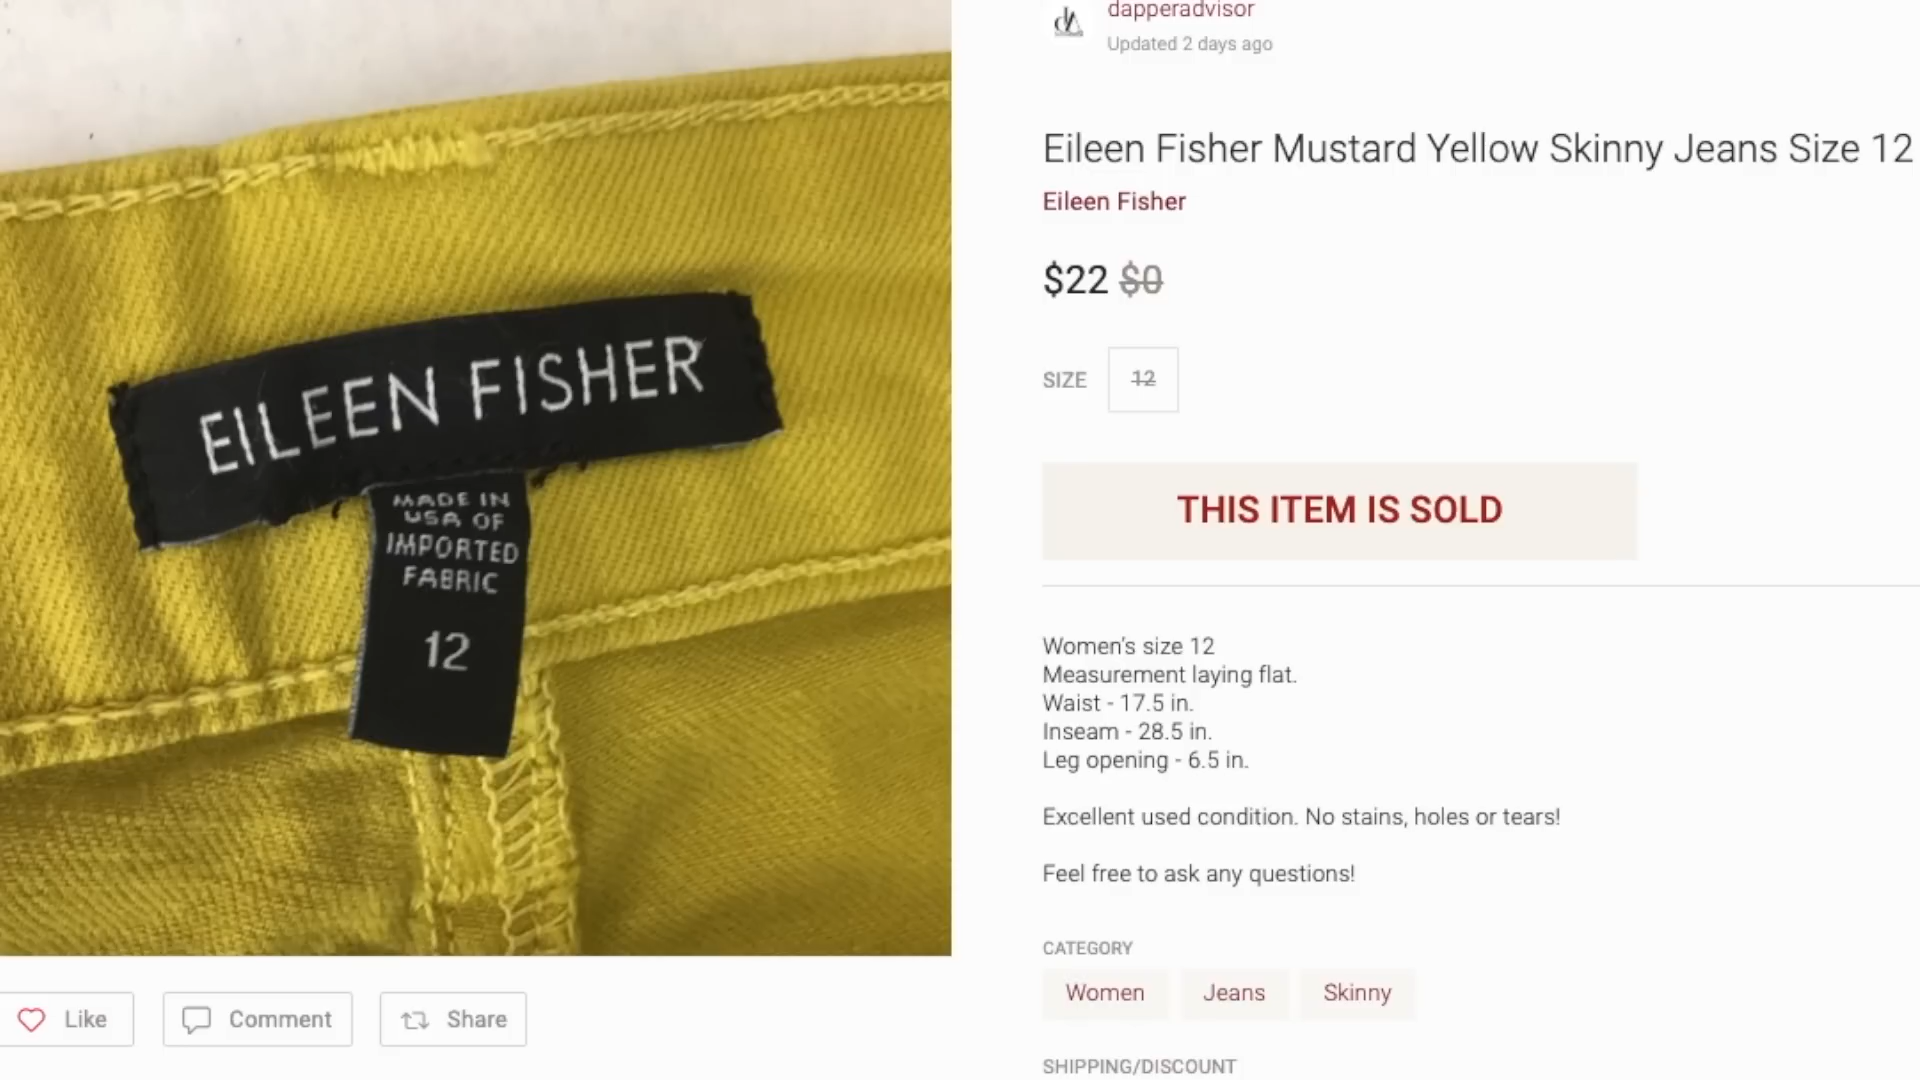 dapperadvisor
Updated 2 days ago
Eileen Fisher Mustard Yellow Skinny Jeans Size 12
Eileen Fisher
$22 $0
SIZE 12
THIS ITEM IS SOLD
Women's size 12
Measurement laying flat.
Waist - 17.5 in.
Inseam - 28.5 in.
Leg opening - 6.5 in.
Excellent used condition. No stains, holes or tears!
Feel free to ask any questions!
CATEGORY
Women Jeans Skinny
SHIPPING/DISCOUNT
EILEEN FISHER
MADE IN
USA OF
IMPORTED
FABRIC
12
Like Comment Share